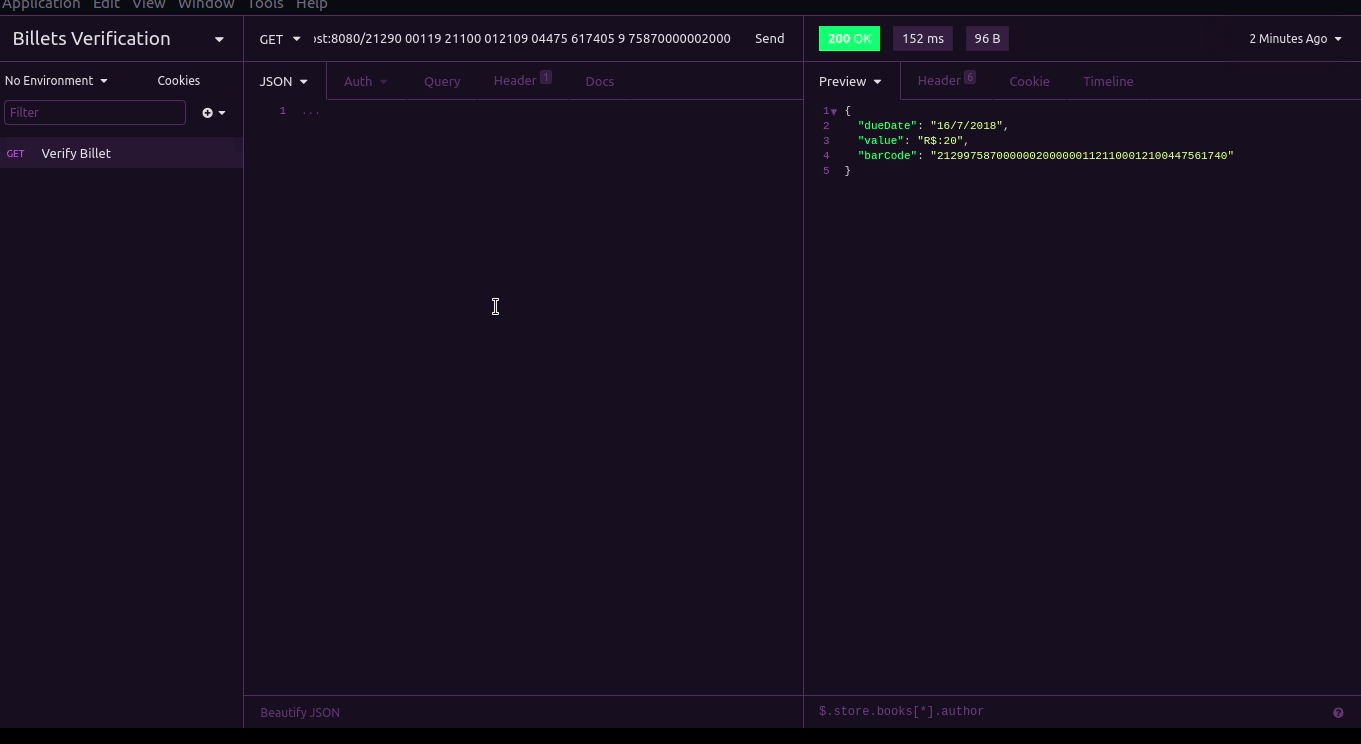 Application Edit View Window Tools Help
Billets Verification
GET
ost:8080/21290 00119 21100 012109 04475 617405 9 75870000002000
Send
200 OK
152 ms
96 B
2 Minutes Ago
No Environment
Cookies
JSON
Auth
Query
Header 1
Docs
Preview
Header 6
Cookie
Timeline
Filter
GET Verify Billet
1 ...
1 {
2 "dueDate": "16/7/2018",
3 "value": "R$:20",
4 "barCode": "21299758700000020000001121100012100447561740"
5 }
Beautify JSON
$.store.books[*].author